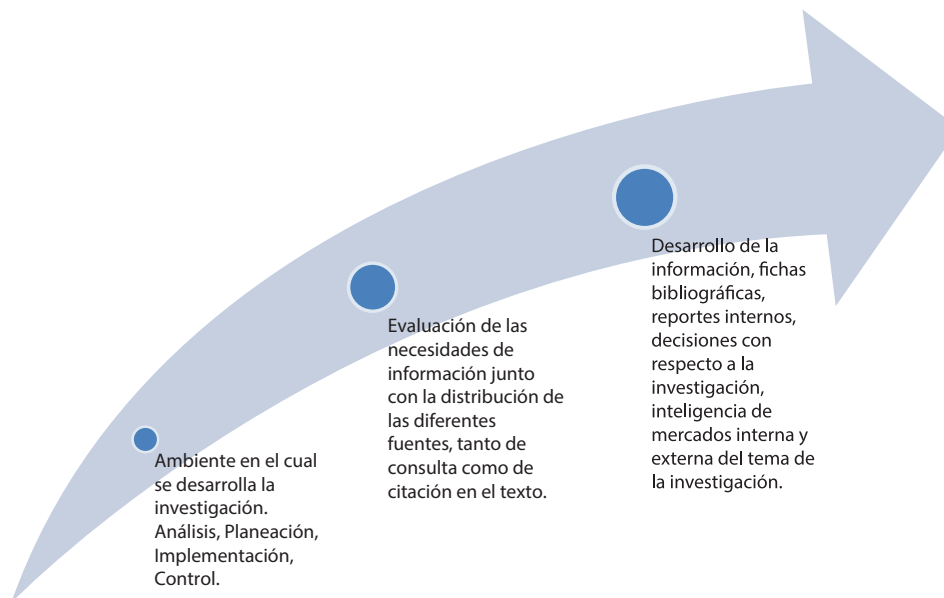 Ambiente en el cual
se desarrolla la
investigación.
Análisis, Planeación,
Implementación,
Control.
Evaluación de las
necesidades de
información junto
con la distribución de
las diferentes
fuentes, tanto de
consulta como de
citación en el texto.
Desarrollo de la
información, fichas
bibliográficas,
reportes internos,
decisiones con
respecto a la
investigación,
inteligencia de
mercados interna y
externa del tema de
la investigación.